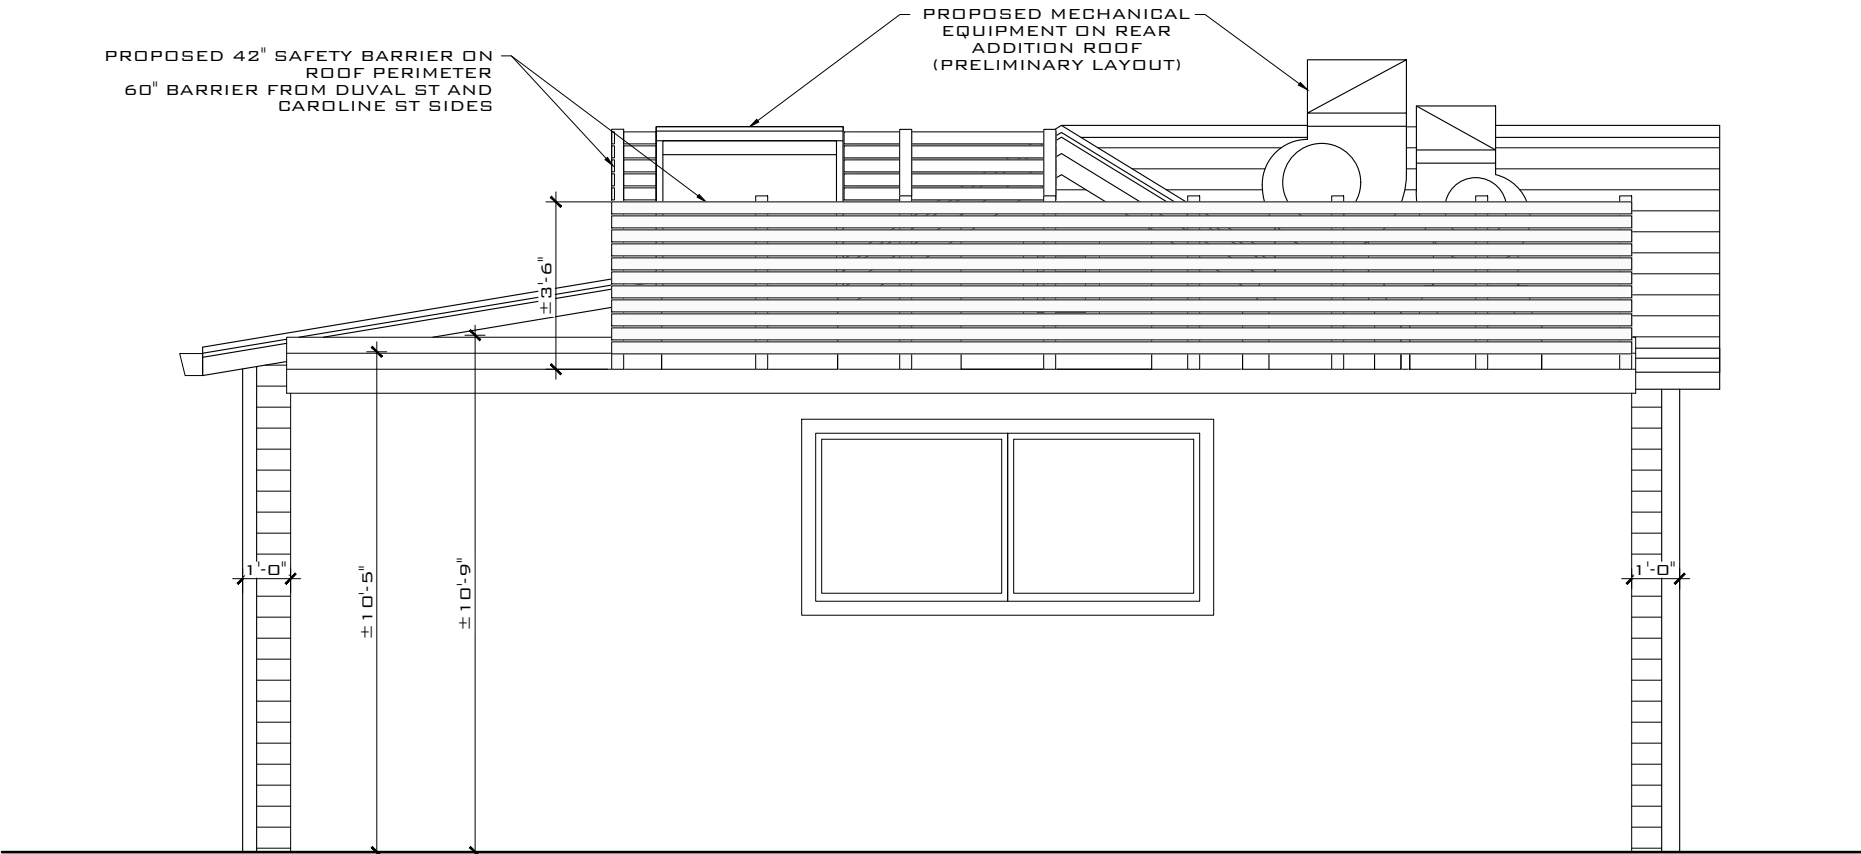 PROPOSED MECHANICAL
EQUIPMENT ON REAR
ADDITION ROOF
(PRELIMINARY LAYOUT)
PROPOSED 42" SAFETY BARRIER ON
ROOF PERIMETER
60" BARRIER FROM DUVAL ST AND
CAROLINE ST SIDES
±3'-6"
1'-0"
±10'-5"
±10'-9"
1'-0"